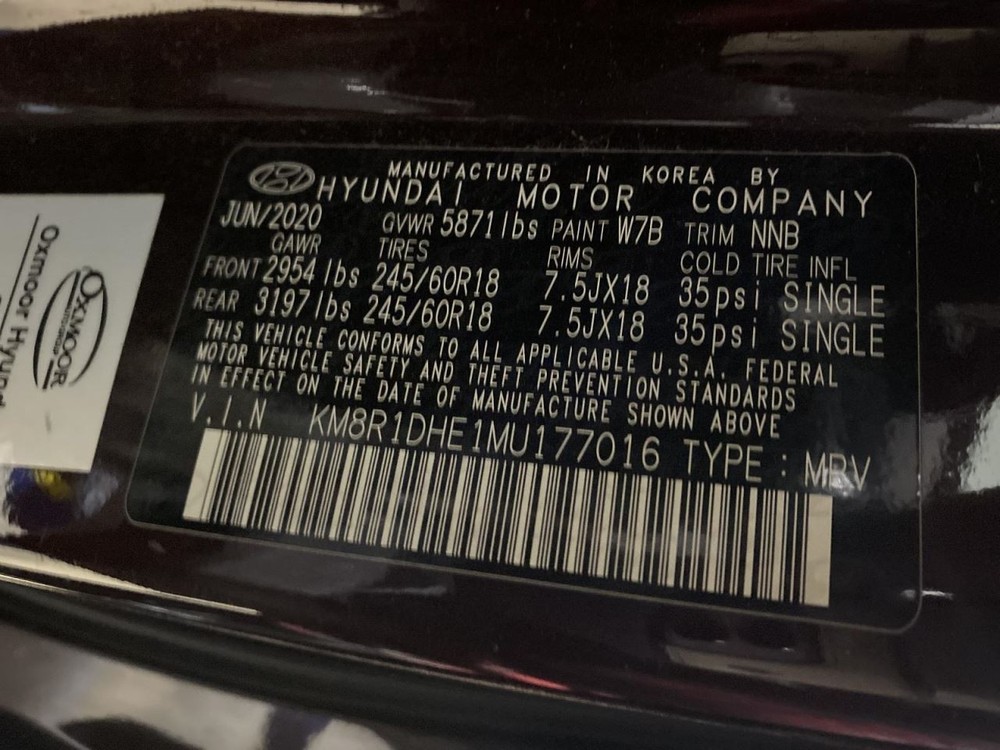 MANUFACTURED IN KOREA BY
HYUNDAI MOTOR COMPANY
JUN/2020 GVWR 5871lbs PAINT W7B TRIM NNB
GAWR TIRES RIMS COLD TIRE INFL
FRONT 2954 lbs 245/60R18 7.5JX18 35psi SINGLE
REAR 3197lbs 245/60R18 7.5JX18 35psi SINGLE
THIS VEHICLE CONFORMS TO ALL APPLICABLE U.S.A. FEDERAL
MOTOR VEHICLE SAFETY AND THEFT PREVENTION STANDARDS
IN EFFECT ON THE DATE OF MANUFACTURE SHOWN ABOVE
V.I.N KM8R1DHE1MU177016 TYPE : MPV
Oxmoor
OXMOOR